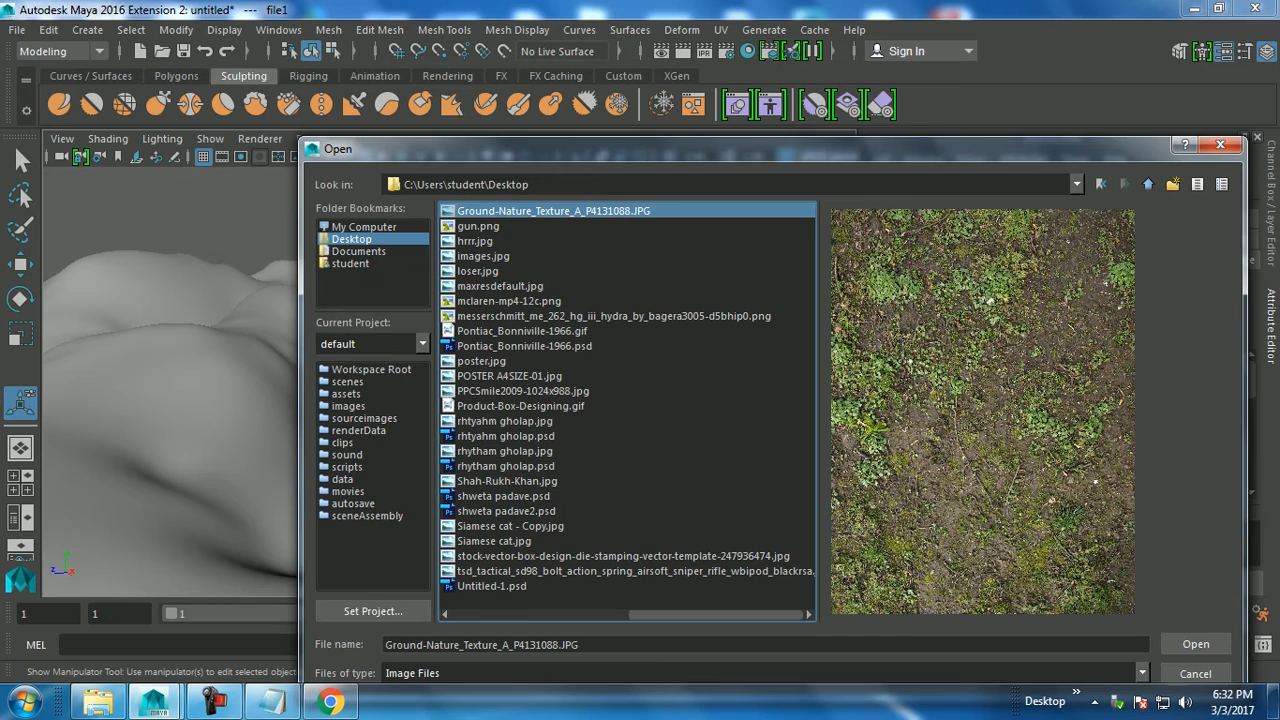 Autodesk Maya 2016 Extension 2: untitled*   ---   file1
File Edit Create Select Modify Display Windows Mesh Edit Mesh Mesh Tools Mesh Display Curves Surfaces Deform UV Generate Cache Help
Modeling No Live Surface Sign In
Curves / Surfaces Polygons Sculpting Rigging Animation Rendering FX FX Caching Custom XGen
View Shading Lighting Show Renderer
Open
Look in: C:\Users\student\Desktop
Folder Bookmarks:
My Computer
Desktop
Documents
student
Current Project:
default
Workspace Root
scenes
assets
images
sourceimages
renderData
clips
sound
scripts
data
movies
autosave
sceneAssembly
Set Project...
Ground-Nature_Texture_A_P4131088.JPG
gun.png
hrrr.jpg
images.jpg
loser.jpg
maxresdefault.jpg
mclaren-mp4-12c.png
messerschmitt_me_262_hg_iii_hydra_by_bagera3005-d5bhip0.png
Pontiac_Bonniville-1966.gif
Pontiac_Bonniville-1966.psd
poster.jpg
POSTER A4SIZE-01.jpg
PPCSmile2009-1024x988.jpg
Product-Box-Designing.gif
rhtyahm gholap.jpg
rhtyahm gholap.psd
rhytham gholap.jpg
rhytham gholap.psd
Shah-Rukh-Khan.jpg
shweta padave.psd
shweta padave2.psd
Siamese cat - Copy.jpg
Siamese cat.jpg
stock-vector-box-design-die-stamping-vector-template-247936474.jpg
tsd_tactical_sd98_bolt_action_spring_airsoft_sniper_rifle_wbipod_blackrsa.
Untitled-1.psd
File name: Ground-Nature_Texture_A_P4131088.JPG Open
Files of type: Image Files Cancel
Channel Box / Layer Editor
Attribute Editor
1 1 1
MEL
Show Manipulator Tool: Use manipulator(s) to edit selected object
Desktop »
6:32 PM
3/3/2017